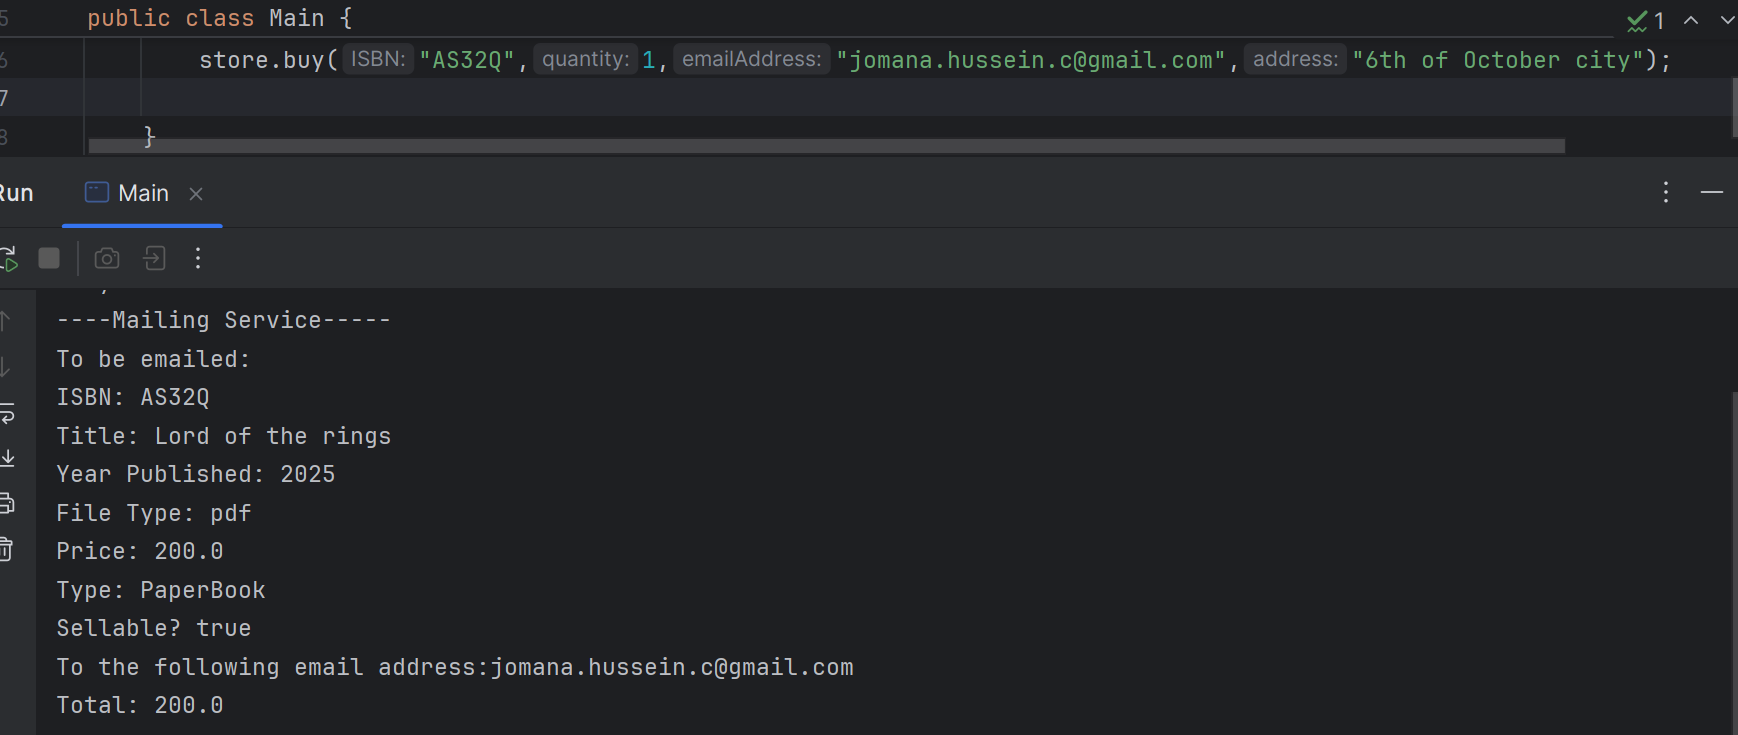 5 public class Main { 1
6 store.buy( ISBN: "AS32Q", quantity: 1, emailAddress: "jomana.hussein.c@gmail.com", address: "6th of October city");
7
8 }
Run Main
----Mailing Service-----
To be emailed:
ISBN: AS32Q
Title: Lord of the rings
Year Published: 2025
File Type: pdf
Price: 200.0
Type: PaperBook
Sellable? true
To the following email address:jomana.hussein.c@gmail.com
Total: 200.0